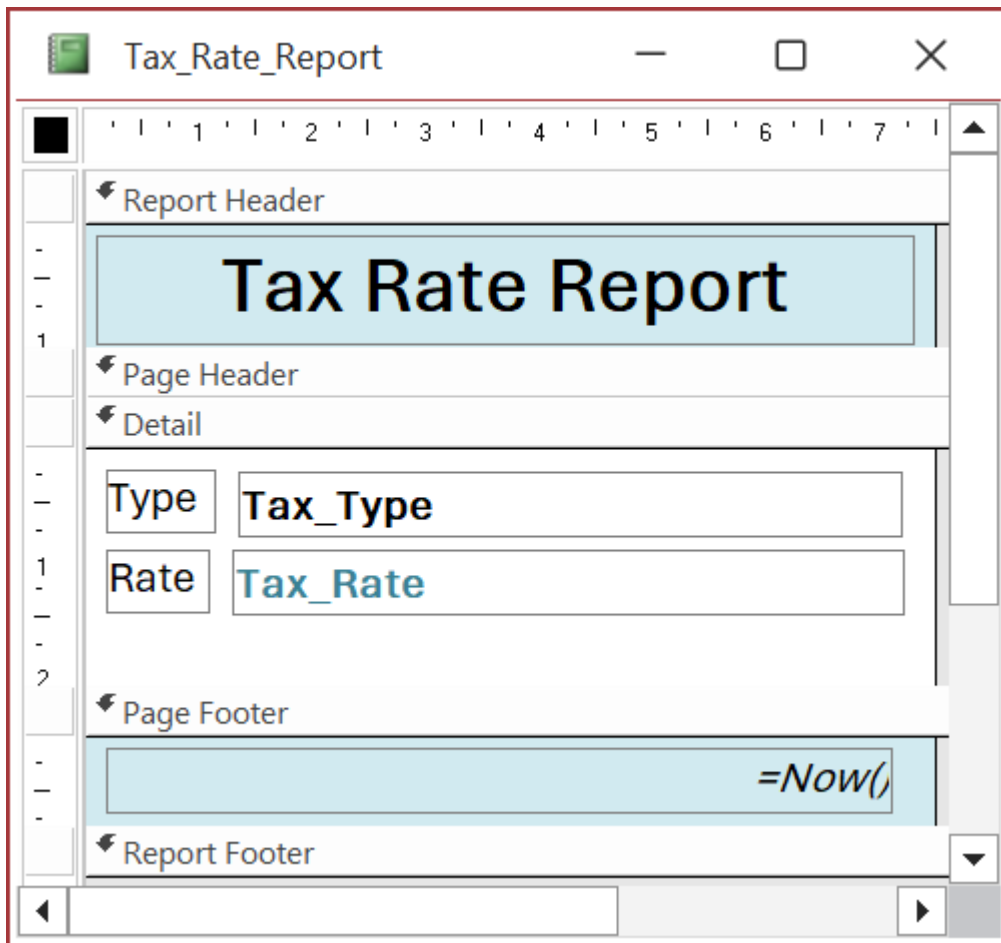 Tax_Rate_Report
1 2 3 4 5 6 7
Report Header
Tax Rate Report
1
Page Header
Detail
Type Tax_Type
1
Rate Tax_Rate
2
Page Footer
=Now()
Report Footer